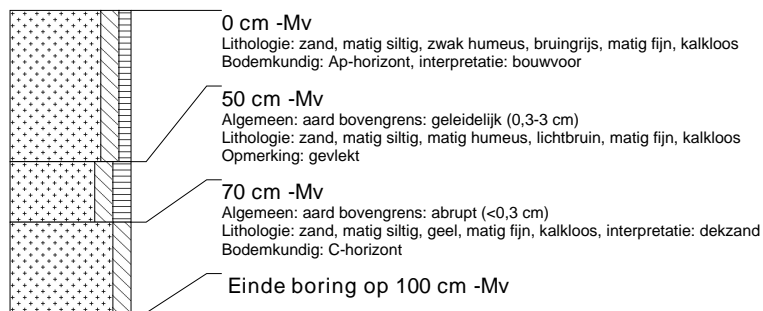 0 cm -Mv
Lithologie: zand, matig siltig, zwak humeus, bruingrijs, matig fijn, kalkloos
Bodemkundig: Ap-horizont, interpretatie: bouwvoor
50 cm -Mv
Algemeen: aard bovengrens: geleidelijk (0,3-3 cm)
Lithologie: zand, matig siltig, matig humeus, lichtbruin, matig fijn, kalkloos
Opmerking: gevlekt
70 cm -Mv
Algemeen: aard bovengrens: abrupt (<0,3 cm)
Lithologie: zand, matig siltig, geel, matig fijn, kalkloos, interpretatie: dekzand
Bodemkundig: C-horizont
Einde boring op 100 cm -Mv